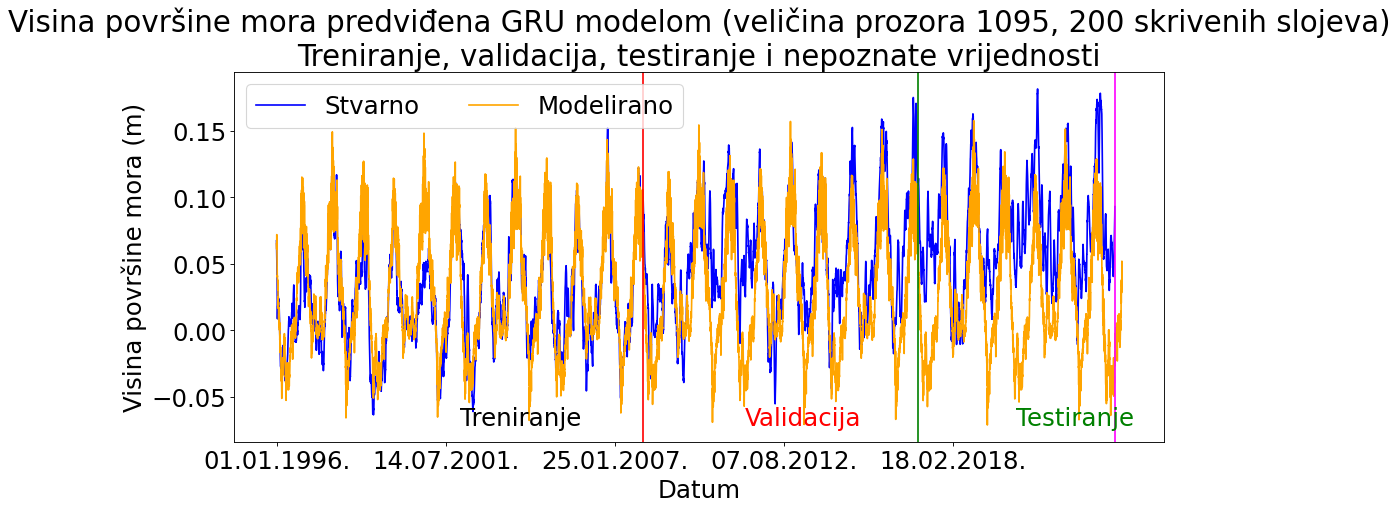 Visina površine mora predviđena GRU modelom (veličina prozora 1095, 200 skrivenih slojeva)
Treniranje, validacija, testiranje i nepoznate vrijednosti
Stvarno
Modelirano
Visina površine mora (m)
0.15
0.10
0.05
0.00
−0.05
Treniranje
Validacija
Testiranje
01.01.1996.
14.07.2001.
25.01.2007.
07.08.2012.
18.02.2018.
Datum